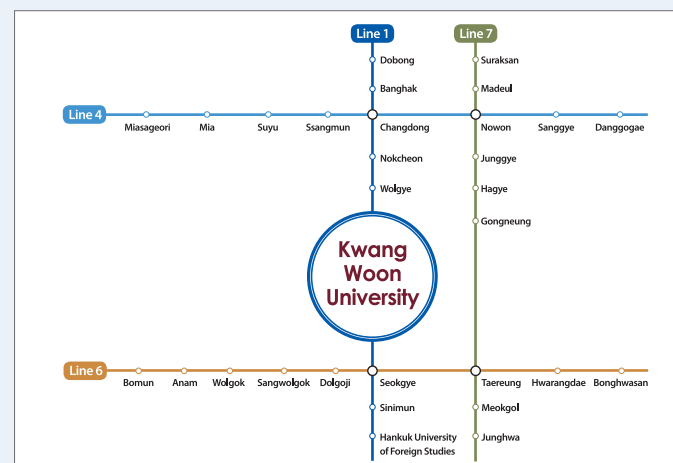 Line 1
Line 7
Dobong
Suraksan
Banghak
Madeul
Line 4
Miasageori
Mia
Suyu
Ssangmun
Changdong
Nowon
Sanggye
Danggogae
Nokcheon
Junggye
Wolgye
Hagye
Gongneung
Kwang
Woon
University
Line 6
Bomun
Anam
Wolgok
Sangwolgok
Dolgoji
Seokgye
Taereung
Hwarangdae
Bonghwasan
Sinimun
Meokgol
Hankuk University
of Foreign Studies
Junghwa